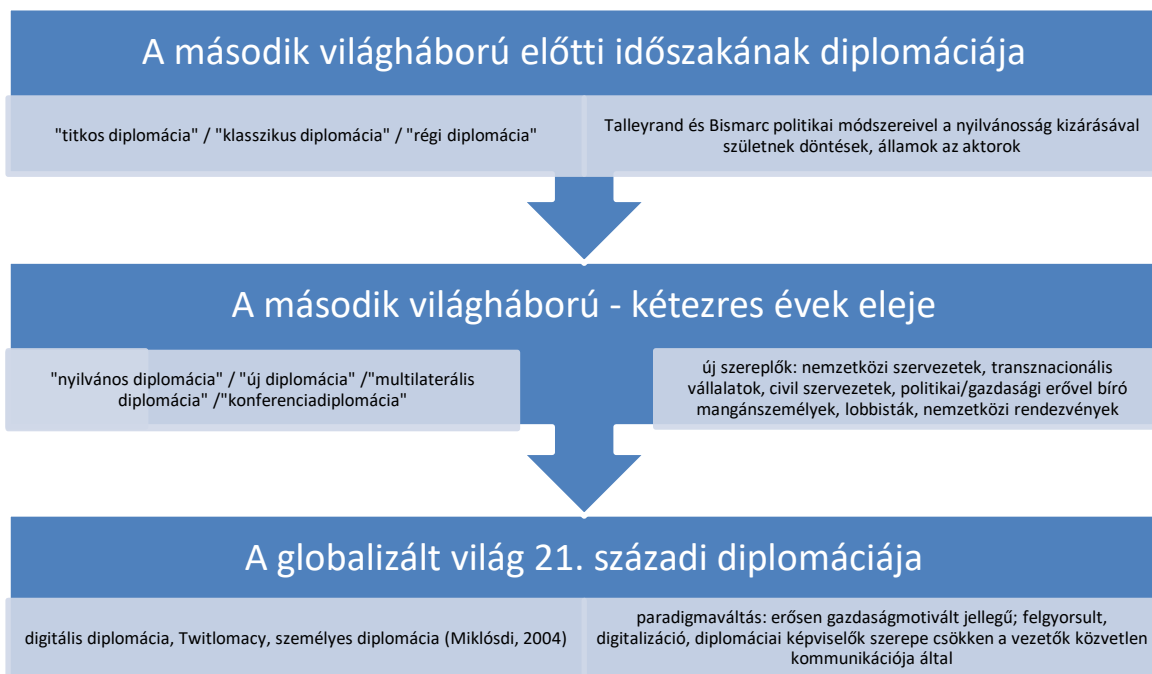 A második világháború előtti időszakának diplomáciája
"titkos diplomácia" / "klasszikus diplomácia" / "régi diplomácia"
Talleyrand és Bismarc politikai módszereivel a nyilvánosság kizárásával
születnek döntések, államok az aktorok
A második világháború - kétezres évek eleje
"nyilvános diplomácia" / "új diplomácia" /"multilaterális
diplomácia" /"konferenciadiplomácia"
új szereplők: nemzetközi szervezetek, transznacionális
vállalatok, civil szervezetek, politikai/gazdasági erővel bíró
mangánszemélyek, lobbisták, nemzetközi rendezvények
A globalizált világ 21. századi diplomáciája
digitális diplomácia, Twitlomacy, személyes diplomácia (Miklósdi, 2004)
paradigmaváltás: erősen gazdaságmotivált jellegű; felgyorsult,
digitalizáció, diplomáciai képviselők szerepe csökken a vezetők közvetlen
kommunikációja által